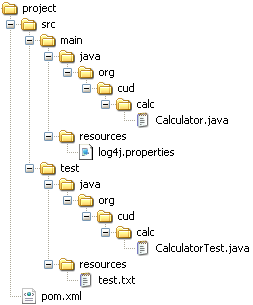 project
src
main
java
org
cud
calc
Calculator.java
resources
log4j.properties
test
java
org
cud
calc
CalculatorTest.java
resources
test.txt
pom.xml